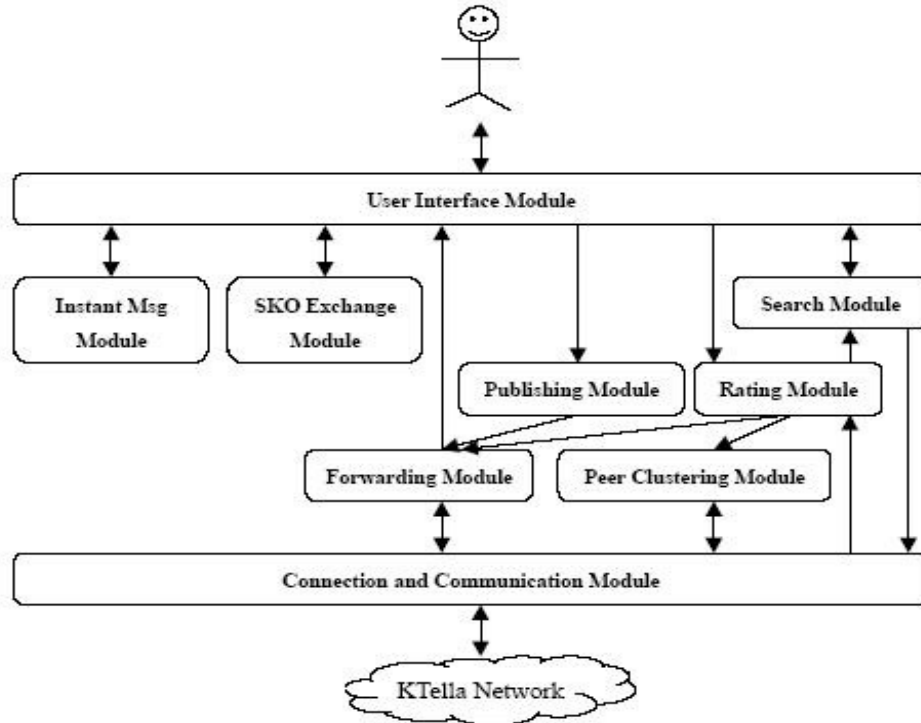 User Interface Module
Instant Msg
Module
SKO Exchange
Module
Search Module
Publishing Module
Rating Module
Forwarding Module
Peer Clustering Module
Connection and Communication Module
KTella Network